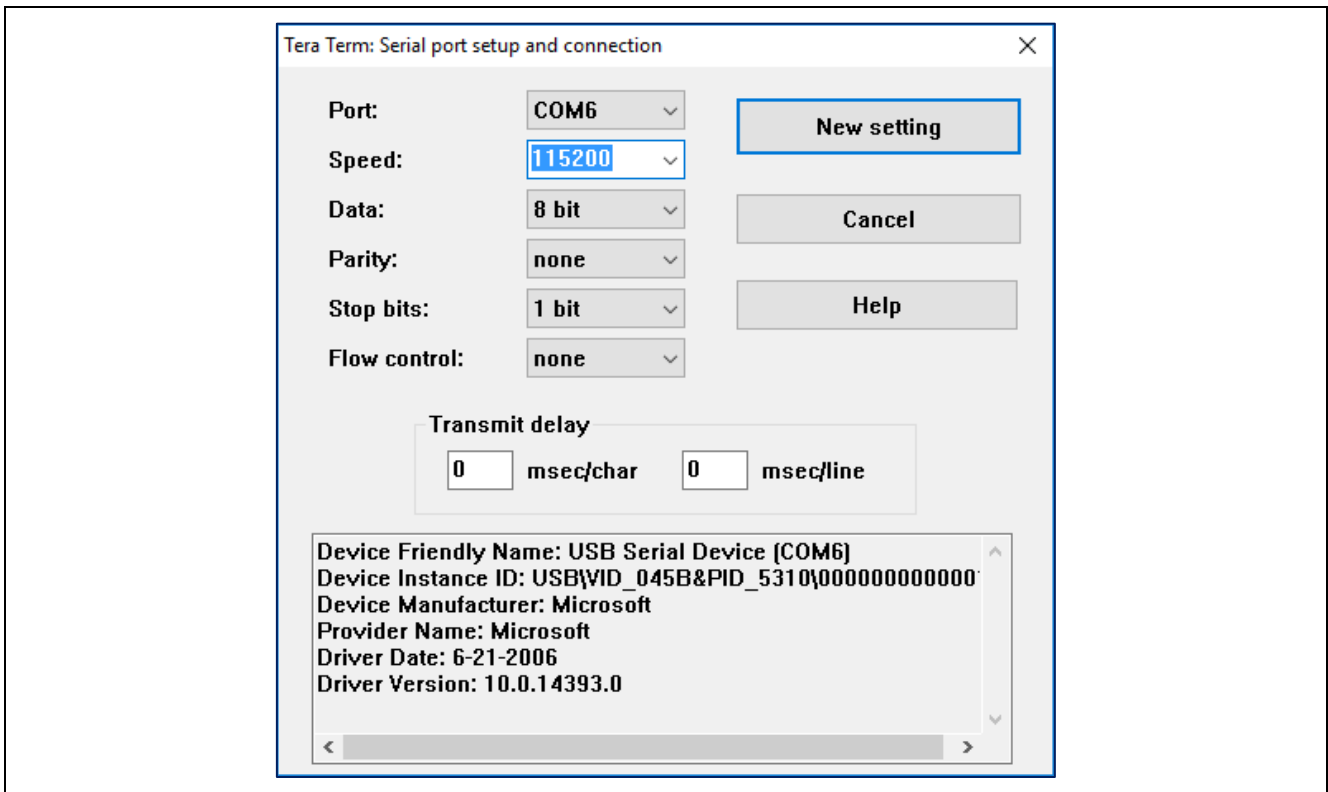 Tera Term: Serial port setup and connection
Port: COM6
New setting
Speed: 115200
Data: 8 bit
Cancel
Parity: none
Stop bits: 1 bit
Help
Flow control: none
Transmit delay
0 msec/char 0 msec/line
Device Friendly Name: USB Serial Device (COM6)
Device Instance ID: USB\VID_045B&PID_5310\000000000000
Device Manufacturer: Microsoft
Provider Name: Microsoft
Driver Date: 6-21-2006
Driver Version: 10.0.14393.0